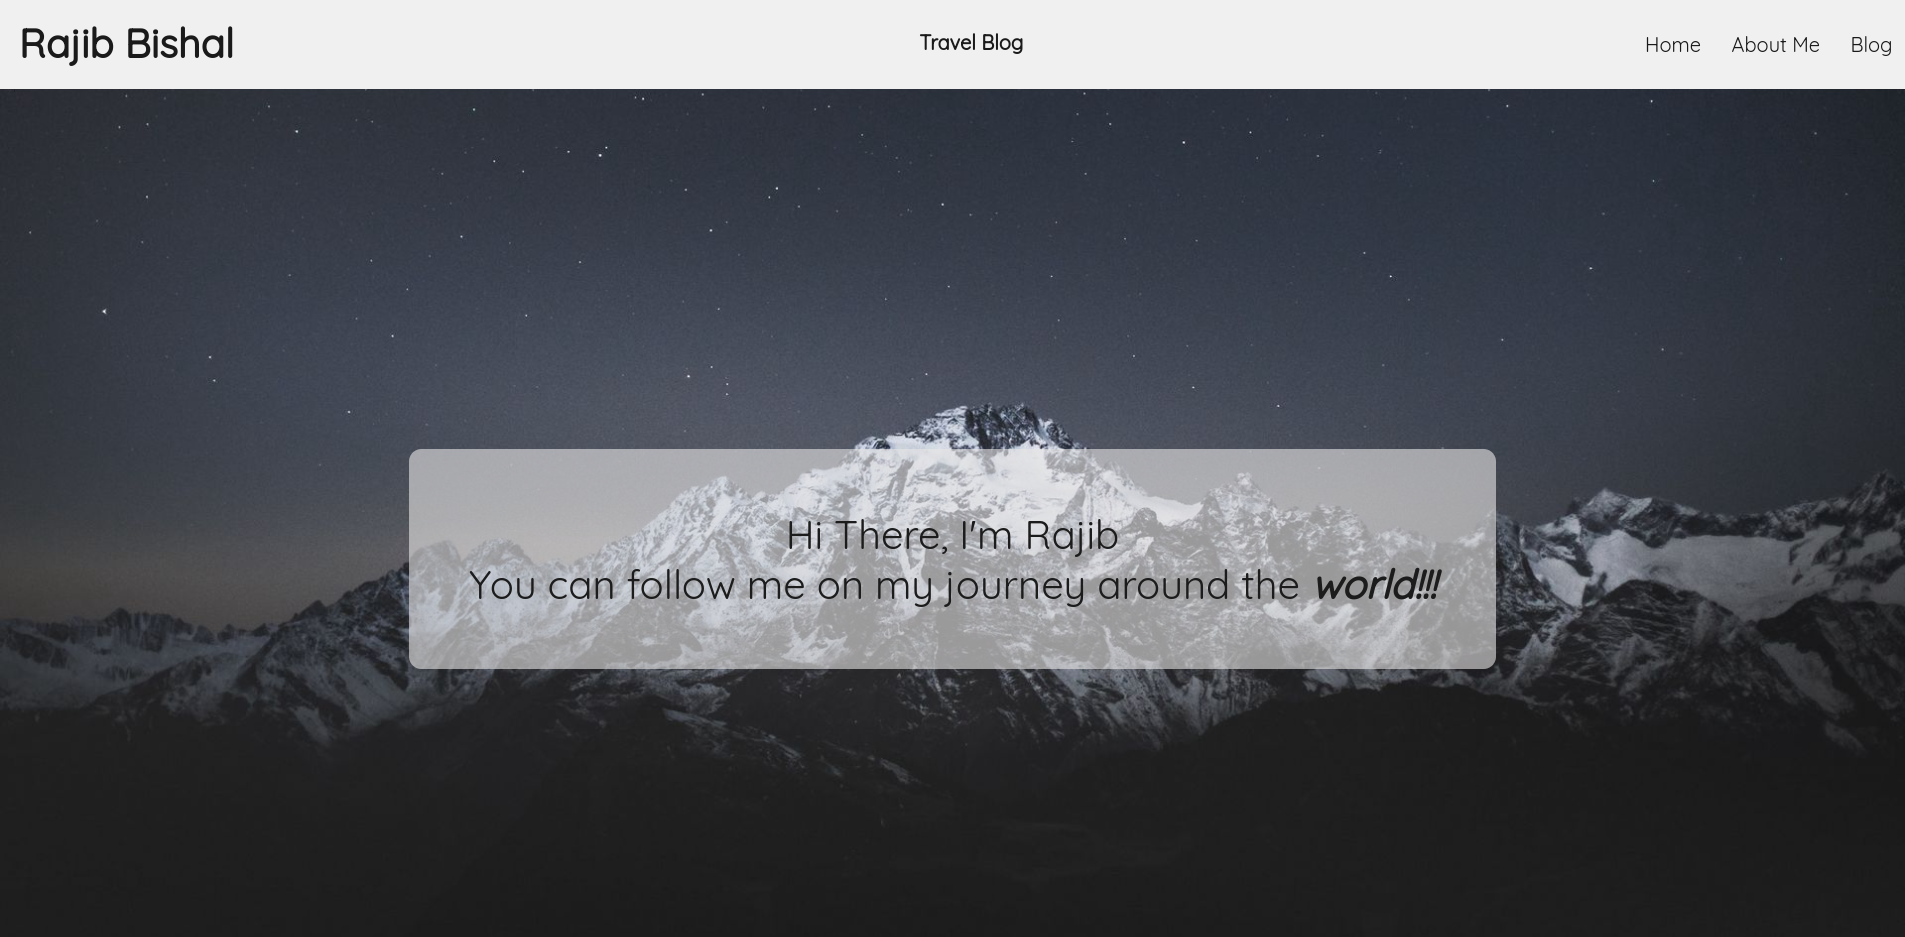 Rajib Bishal
Travel Blog
Home About Me Blog
Hi There, I'm Rajib
You can follow me on my journey around the world!!!